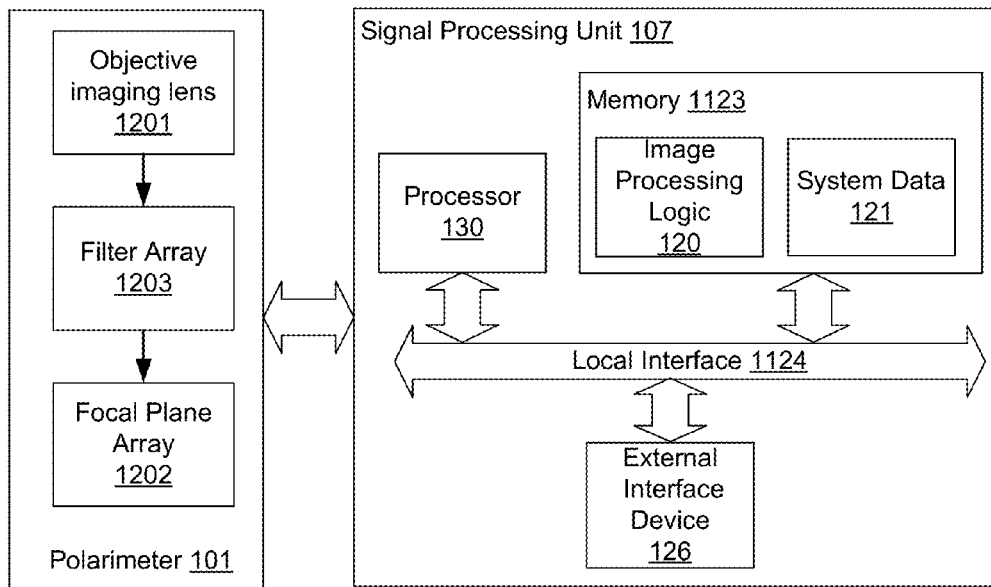 Objective
imaging lens
1201
Filter Array
1203
Focal Plane
Array
1202
Polarimeter 101
Signal Processing Unit 107
Processor
130
Memory 1123
Image
Processing
Logic
120
System Data
121
Local Interface 1124
External
Interface
Device
126